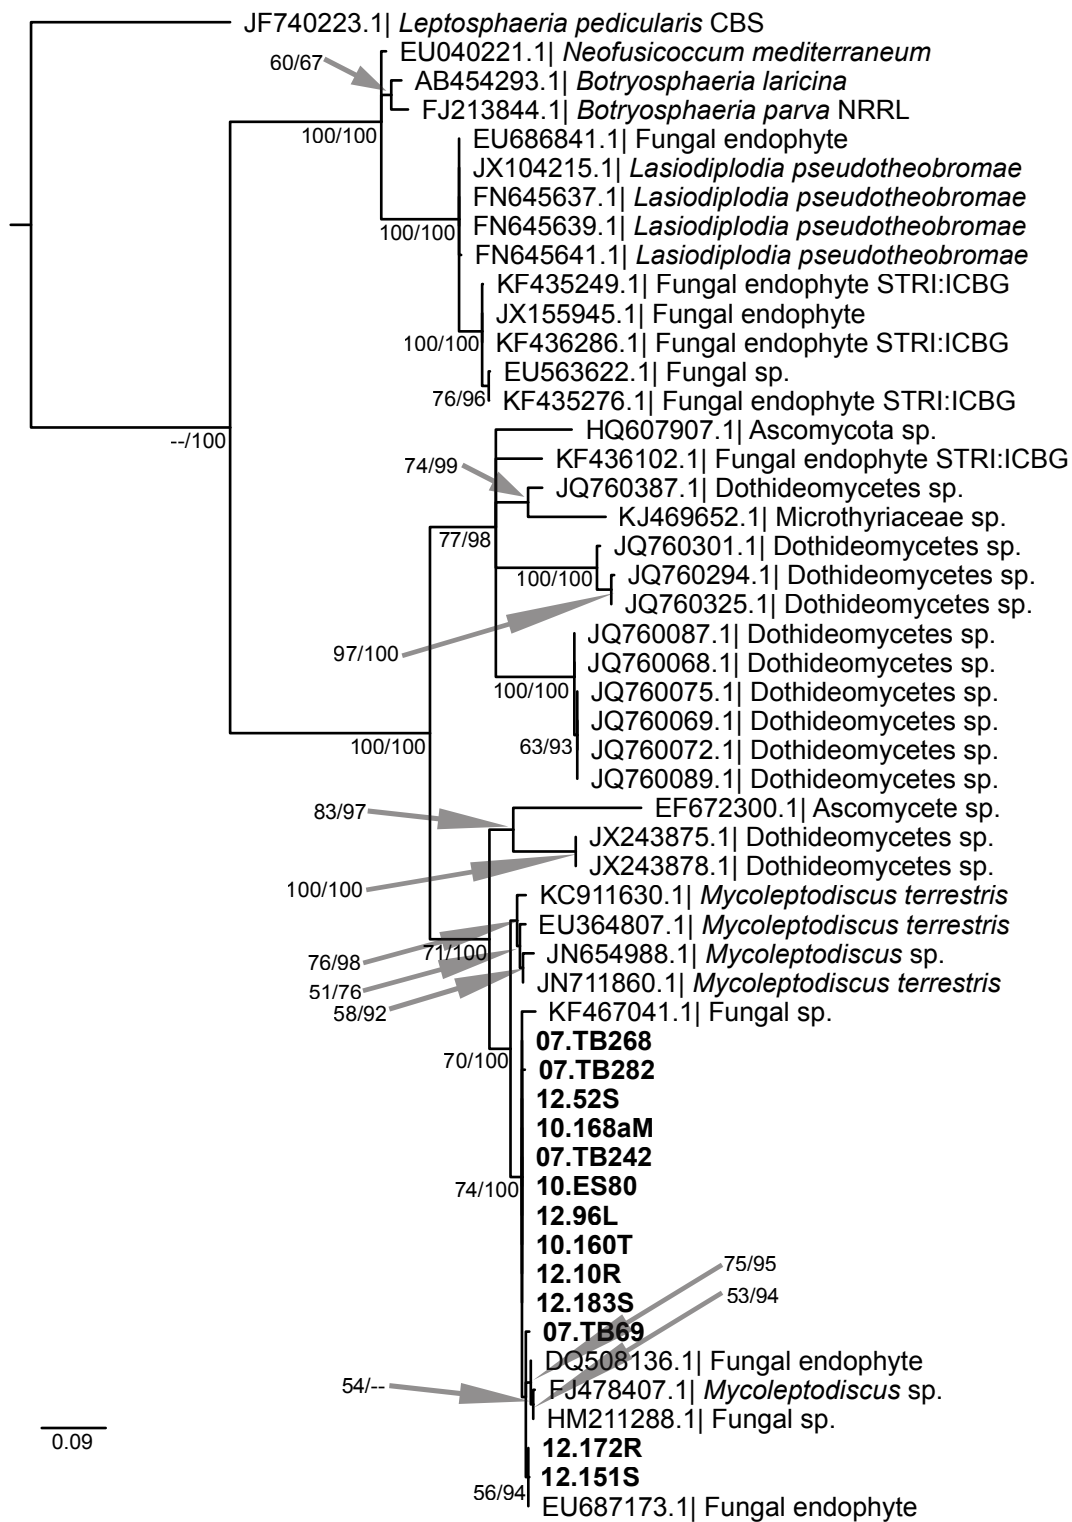 JF740223.1| Leptosphaeria pedicularis CBS
EU040221.1| Neofusicoccum mediterraneum
60/67
AB454293.1| Botryosphaeria laricina
FJ213844.1| Botryosphaeria parva NRRL
100/100
EU686841.1| Fungal endophyte
JX104215.1| Lasiodiplodia pseudotheobromae
FN645637.1| Lasiodiplodia pseudotheobromae
FN645639.1| Lasiodiplodia pseudotheobromae
100/100
FN645641.1| Lasiodiplodia pseudotheobromae
KF435249.1| Fungal endophyte STRI:ICBG
JX155945.1| Fungal endophyte
100/100
KF436286.1| Fungal endophyte STRI:ICBG
EU563622.1| Fungal sp.
76/96
KF435276.1| Fungal endophyte STRI:ICBG
--/100
HQ607907.1| Ascomycota sp.
KF436102.1| Fungal endophyte STRI:ICBG
74/99
JQ760387.1| Dothideomycetes sp.
KJ469652.1| Microthyriaceae sp.
77/98
JQ760301.1| Dothideomycetes sp.
100/100
JQ760294.1| Dothideomycetes sp.
JQ760325.1| Dothideomycetes sp.
97/100
JQ760087.1| Dothideomycetes sp.
JQ760068.1| Dothideomycetes sp.
100/100
JQ760075.1| Dothideomycetes sp.
JQ760069.1| Dothideomycetes sp.
100/100
63/93
JQ760072.1| Dothideomycetes sp.
JQ760089.1| Dothideomycetes sp.
83/97
EF672300.1| Ascomycete sp.
JX243875.1| Dothideomycetes sp.
JX243878.1| Dothideomycetes sp.
100/100
KC911630.1| Mycoleptodiscus terrestris
EU364807.1| Mycoleptodiscus terrestris
71/100
JN654988.1| Mycoleptodiscus sp.
76/98
JN711860.1| Mycoleptodiscus terrestris
51/76
58/92
KF467041.1| Fungal sp.
07.TB268
70/100
07.TB282
12.52S
10.168aM
07.TB242
10.ES80
74/100
12.96L
10.160T
75/95
12.10R
53/94
12.183S
07.TB69
DQ508136.1| Fungal endophyte
54/--
FJ478407.1| Mycoleptodiscus sp.
HM211288.1| Fungal sp.
0.09
12.172R
12.151S
56/94
EU687173.1| Fungal endophyte